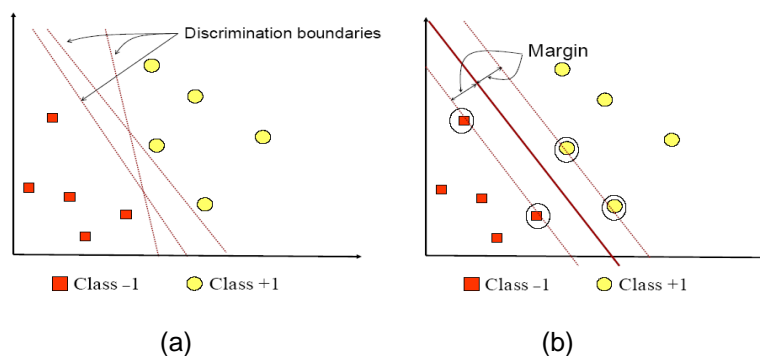 Discrimination boundaries
Class –1
Class +1
(a)
Margin
Class –1
Class +1
(b)